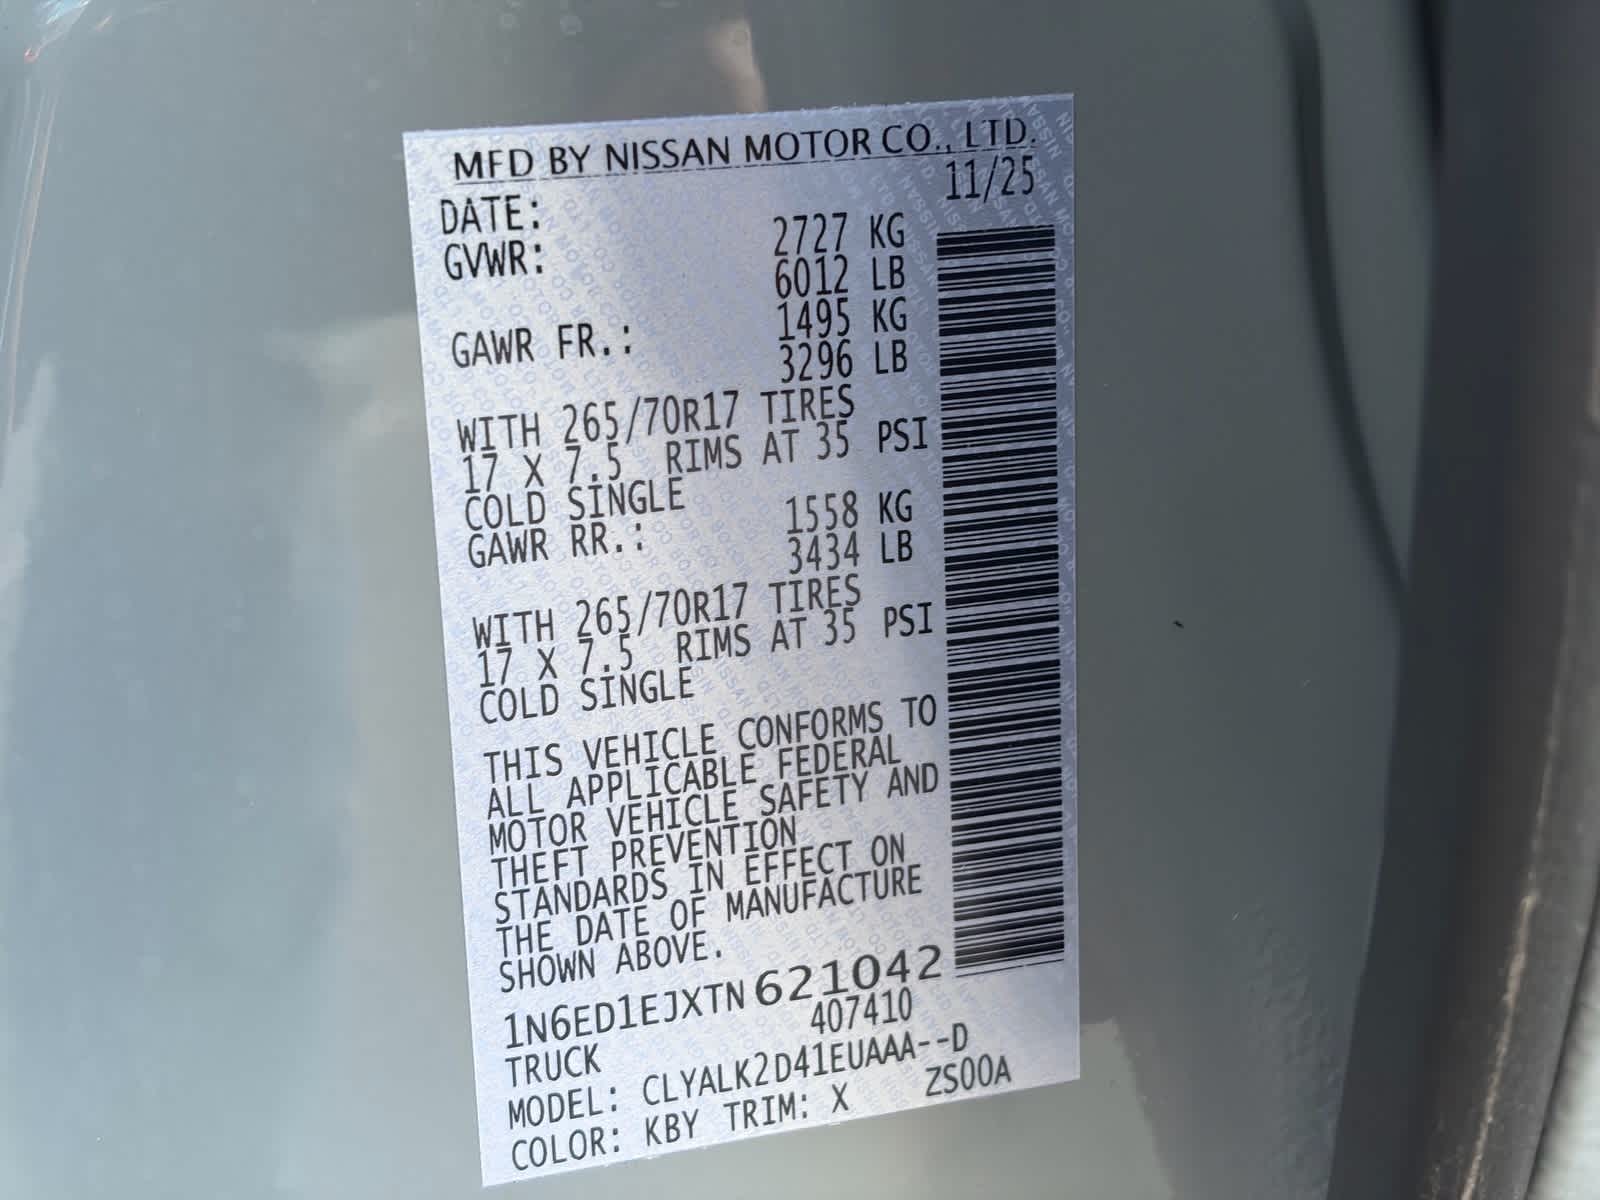 MFD BY NISSAN MOTOR CO., LTD.
DATE: 11/25
GVWR: 2727 KG
6012 LB
GAWR FR.: 1495 KG
3296 LB
WITH 265/70R17 TIRES
17 X 7.5 RIMS AT 35 PSI
COLD SINGLE
GAWR RR.: 1558 KG
3434 LB
WITH 265/70R17 TIRES
17 X 7.5 RIMS AT 35 PSI
COLD SINGLE
THIS VEHICLE CONFORMS TO
ALL APPLICABLE FEDERAL
MOTOR VEHICLE SAFETY AND
THEFT PREVENTION
STANDARDS IN EFFECT ON
THE DATE OF MANUFACTURE
SHOWN ABOVE.
1N6ED1EJXTN621042
TRUCK 407410
MODEL: CLYALK2D41EUAAA--D
COLOR: KBY TRIM: X ZS00A